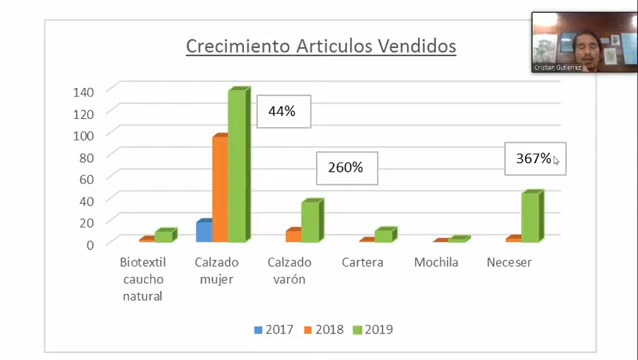 Crecimiento Articulos Vendidos
Cristian Gutierrez
140
120
100
80
60
40
20
0
44%
260%
367%
Biotextil
caucho
natural
Calzado
mujer
Calzado
varón
Cartera
Mochila
Neceser
2017
2018
2019